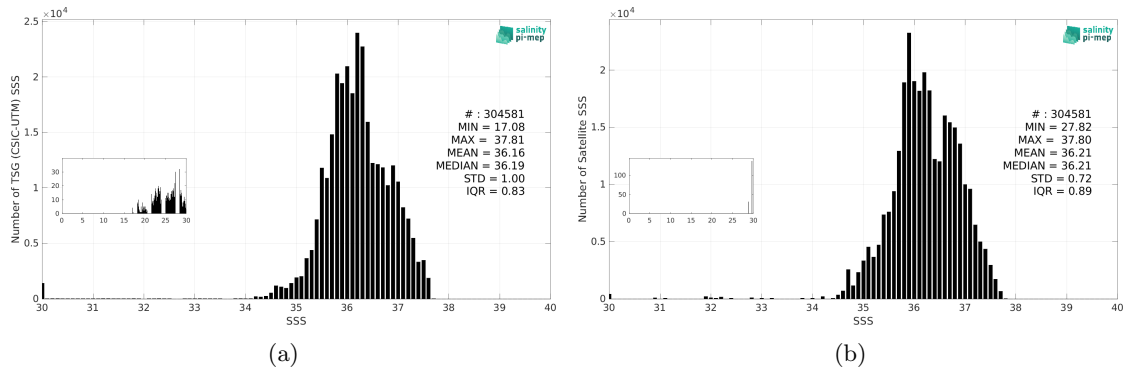 2.5 ×10⁴
2
1.5
1
0.5
0
Number of TSG (CSIC-UTM) SSS
salinity
pi-mep
# : 304581
MIN = 17.08
MAX = 37.81
MEAN = 36.16
MEDIAN = 36.19
STD = 1.00
IQR = 0.83
30
20
10
0
0 5 10 15 20 25 30
30 31 32 33 34 35 36 37 38 39 40
SSS
(a)
×10⁴
2
1.5
1
0.5
0
Number of Satellite SSS
salinity
pi-mep
# : 304581
MIN = 27.82
MAX = 37.80
MEAN = 36.21
MEDIAN = 36.21
STD = 0.72
IQR = 0.89
100
50
0
0 5 10 15 20 25 30
30 31 32 33 34 35 36 37 38 39 40
SSS
(b)